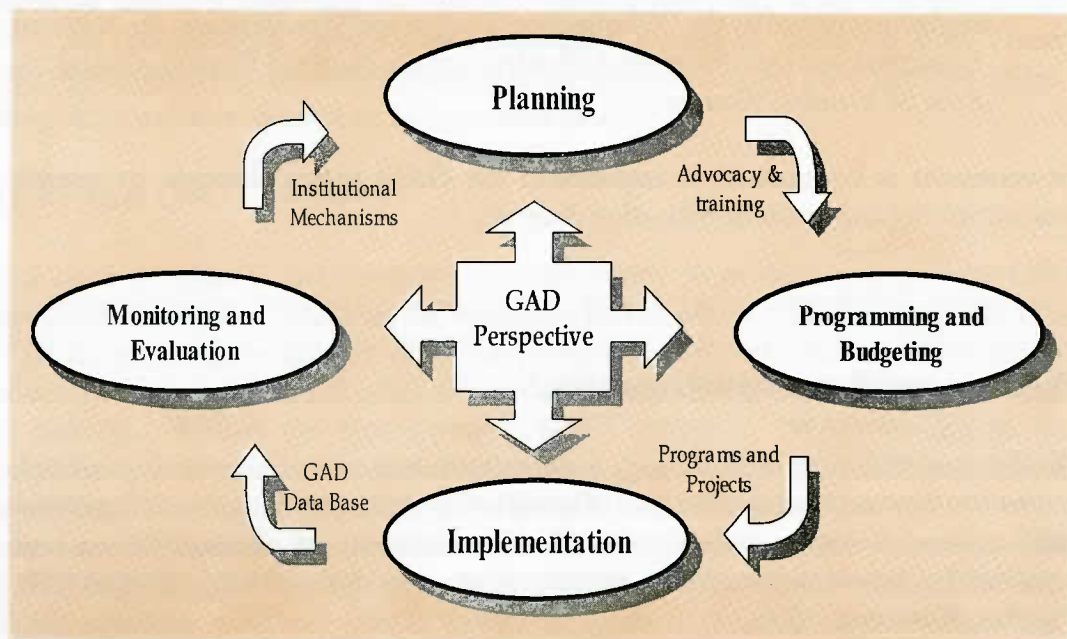 Planning
Institutional
Mechanisms
Advocacy &
training
Monitoring and
Evaluation
GAD
Perspective
Programming and
Budgeting
GAD
Data Base
Programs and
Projects
Implementation